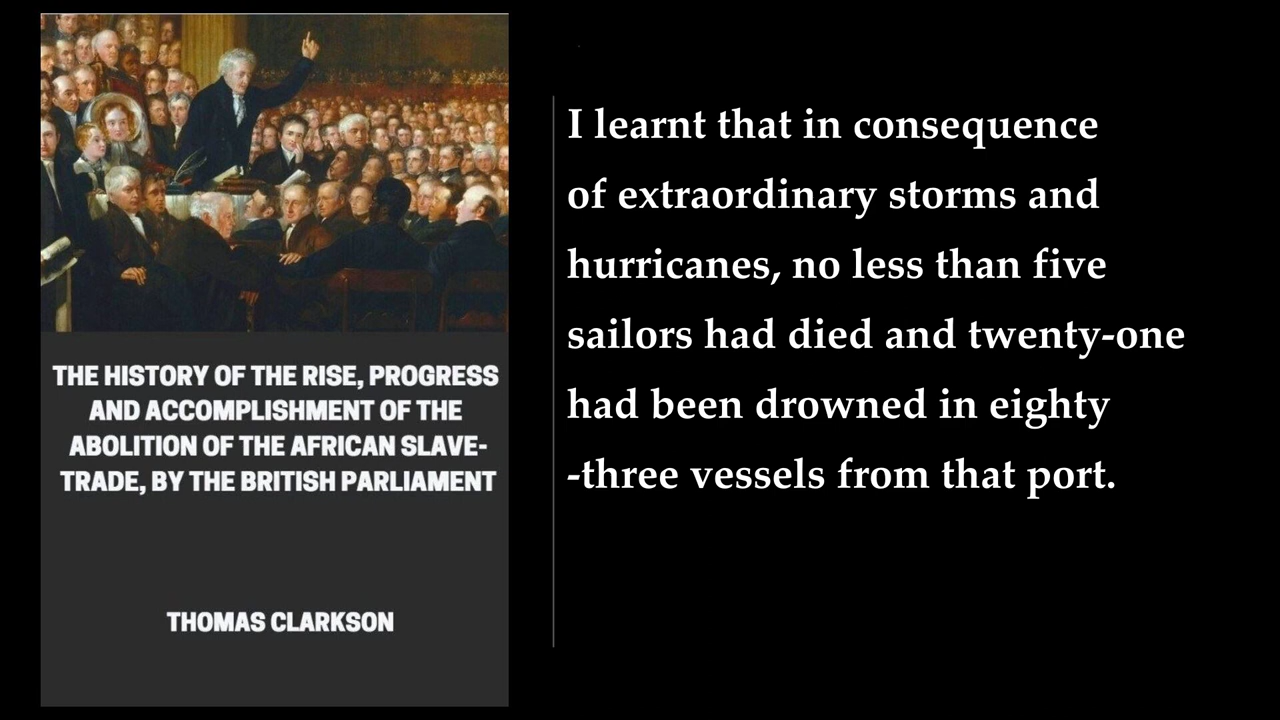 THE HISTORY OF THE RISE, PROGRESS
AND ACCOMPLISHMENT OF THE
ABOLITION OF THE AFRICAN SLAVE-
TRADE, BY THE BRITISH PARLIAMENT
THOMAS CLARKSON
I learnt that in consequence
of extraordinary storms and
hurricanes, no less than five
sailors had died and twenty-one
had been drowned in eighty
-three vessels from that port.